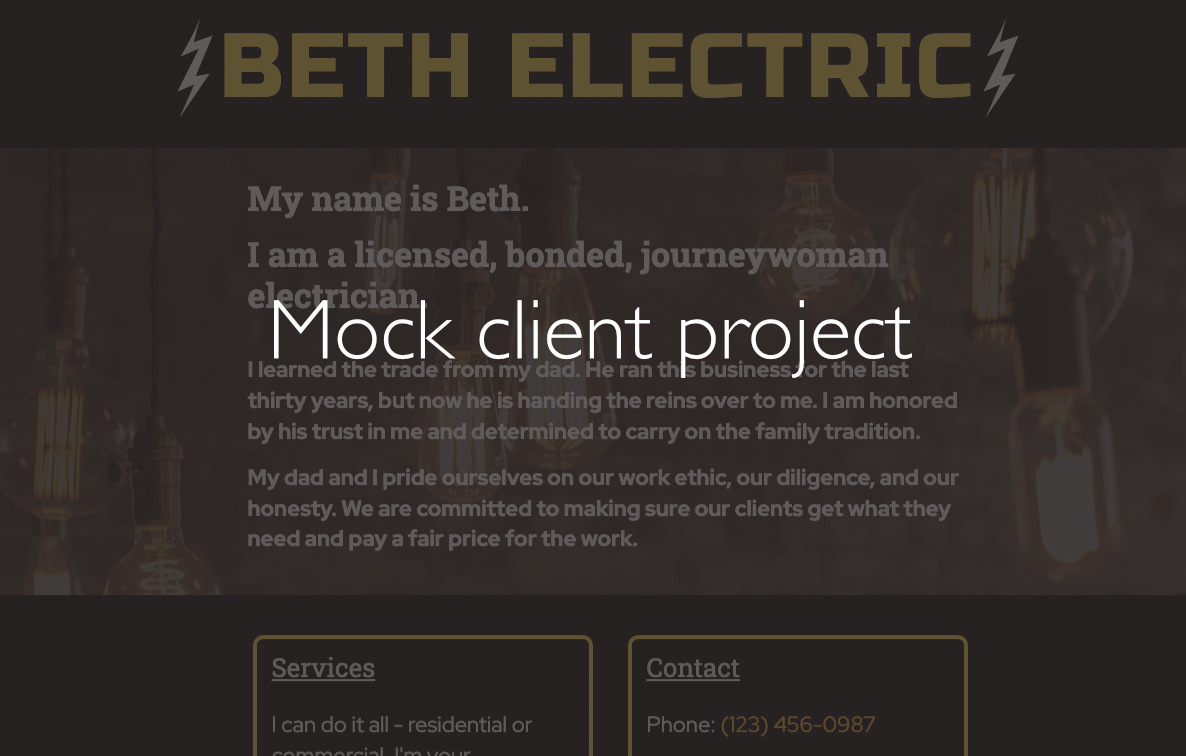 BETH ELECTRIC
My name is Beth.
I am a licensed, bonded, journeywoman
electrician.
Mock client project
I learned the trade from my dad. He ran this business for the last
thirty years, but now he is handing the reins over to me. I am honored
by his trust in me and determined to carry on the family tradition.
My dad and I pride ourselves on our work ethic, our diligence, and our
honesty. We are committed to making sure our clients get what they
need and pay a fair price for the work.
Services
I can do it all - residential or
commercial. I'm your
Contact
Phone: (123) 456-0987